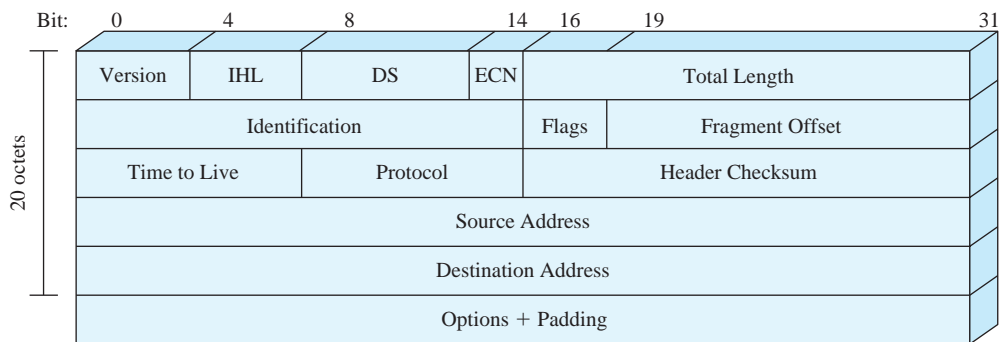 Bit: 0 4 8 14 16 19 31
Version IHL DS ECN Total Length
Identification Flags Fragment Offset
Time to Live Protocol Header Checksum
Source Address
Destination Address
Options + Padding
20 octets